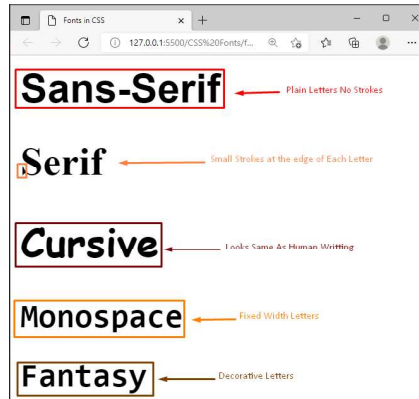 Fonts in CSS
127.0.0.1:5500/CSS%20Fonts/f...
Sans-Serif
Plain Letters No Strokes
Serif
Small Strokes at the edge of Each Letter
Cursive
Looks Same As Human Writting
Monospace
Fixed Width Letters
Fantasy
Decorative Letters